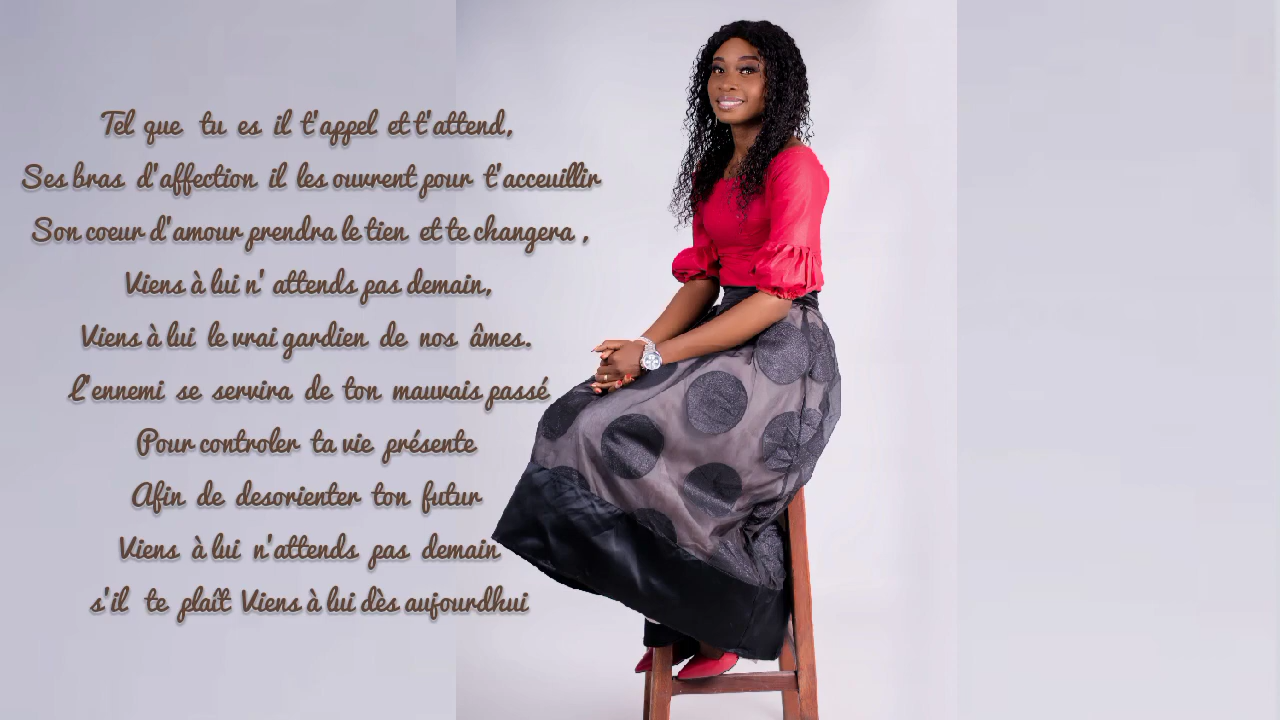 Tel que tu es il t'appel et t'attend,
Ses bras d'affection il les ouvrent pour t'acceuillir
Son coeur d'amour prendra le tien et te changera ,
Viens à lui n' attends pas demain,
Viens à lui le vrai gardien de nos âmes.
L'ennemi se servira de ton mauvais passé
Pour controler ta vie présente
Afin de desorienter ton futur
Viens à lui n'attends pas demain
s'il te plaît Viens à lui dès aujourdhui